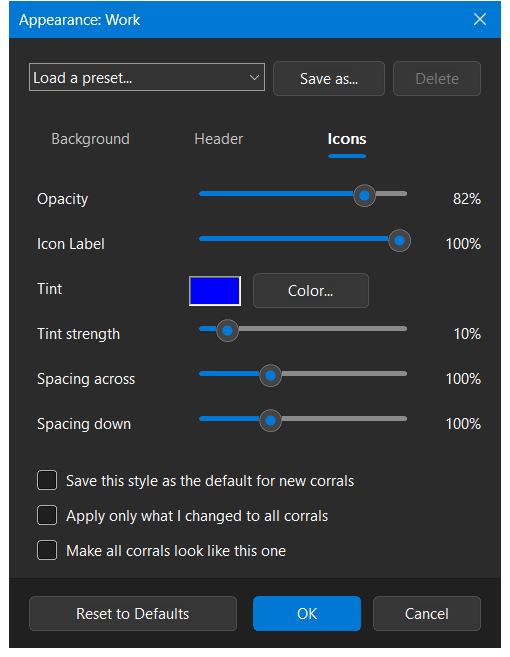 Appearance: Work
Load a preset...
Save as...
Delete
Background
Header
Icons
Opacity
82%
Icon Label
100%
Tint
Color...
Tint strength
10%
Spacing across
100%
Spacing down
100%
Save this style as the default for new corrals
Apply only what I changed to all corrals
Make all corrals look like this one
Reset to Defaults
OK
Cancel